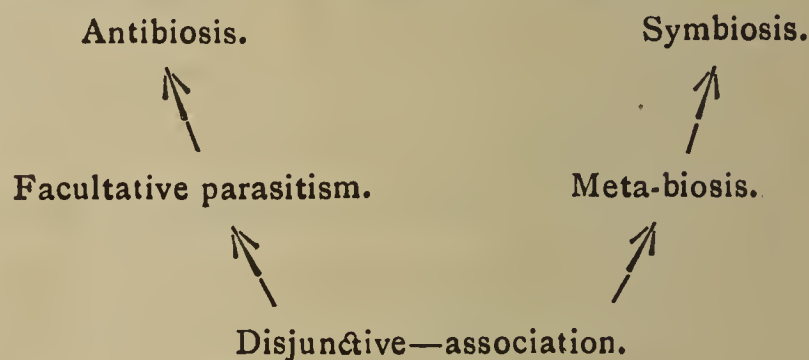 Antibiosis. Symbiosis.
Facultative parasitism. Meta-biosis.
Disjunctive—association.